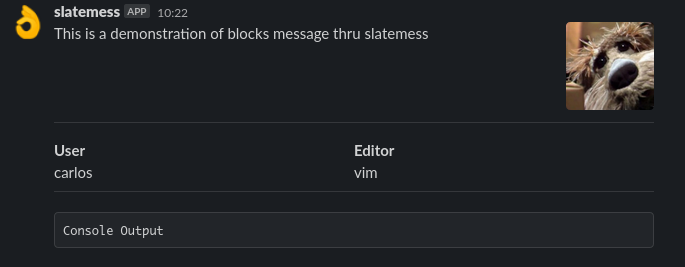 slatemess APP 10:22
This is a demonstration of blocks message thru slatemess
User Editor
carlos vim
Console Output